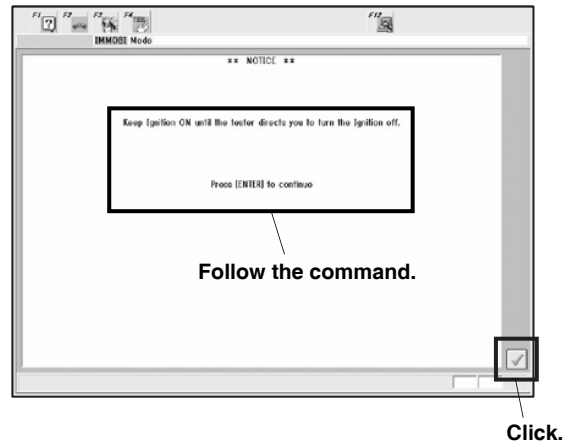 F1 F2 F3 F4 F12
IMMOBI Mode
** NOTICE **
Keep Ignition ON until the tester directs you to turn the Ignition off.
Press [ENTER] to continue
Follow the command.
Click.